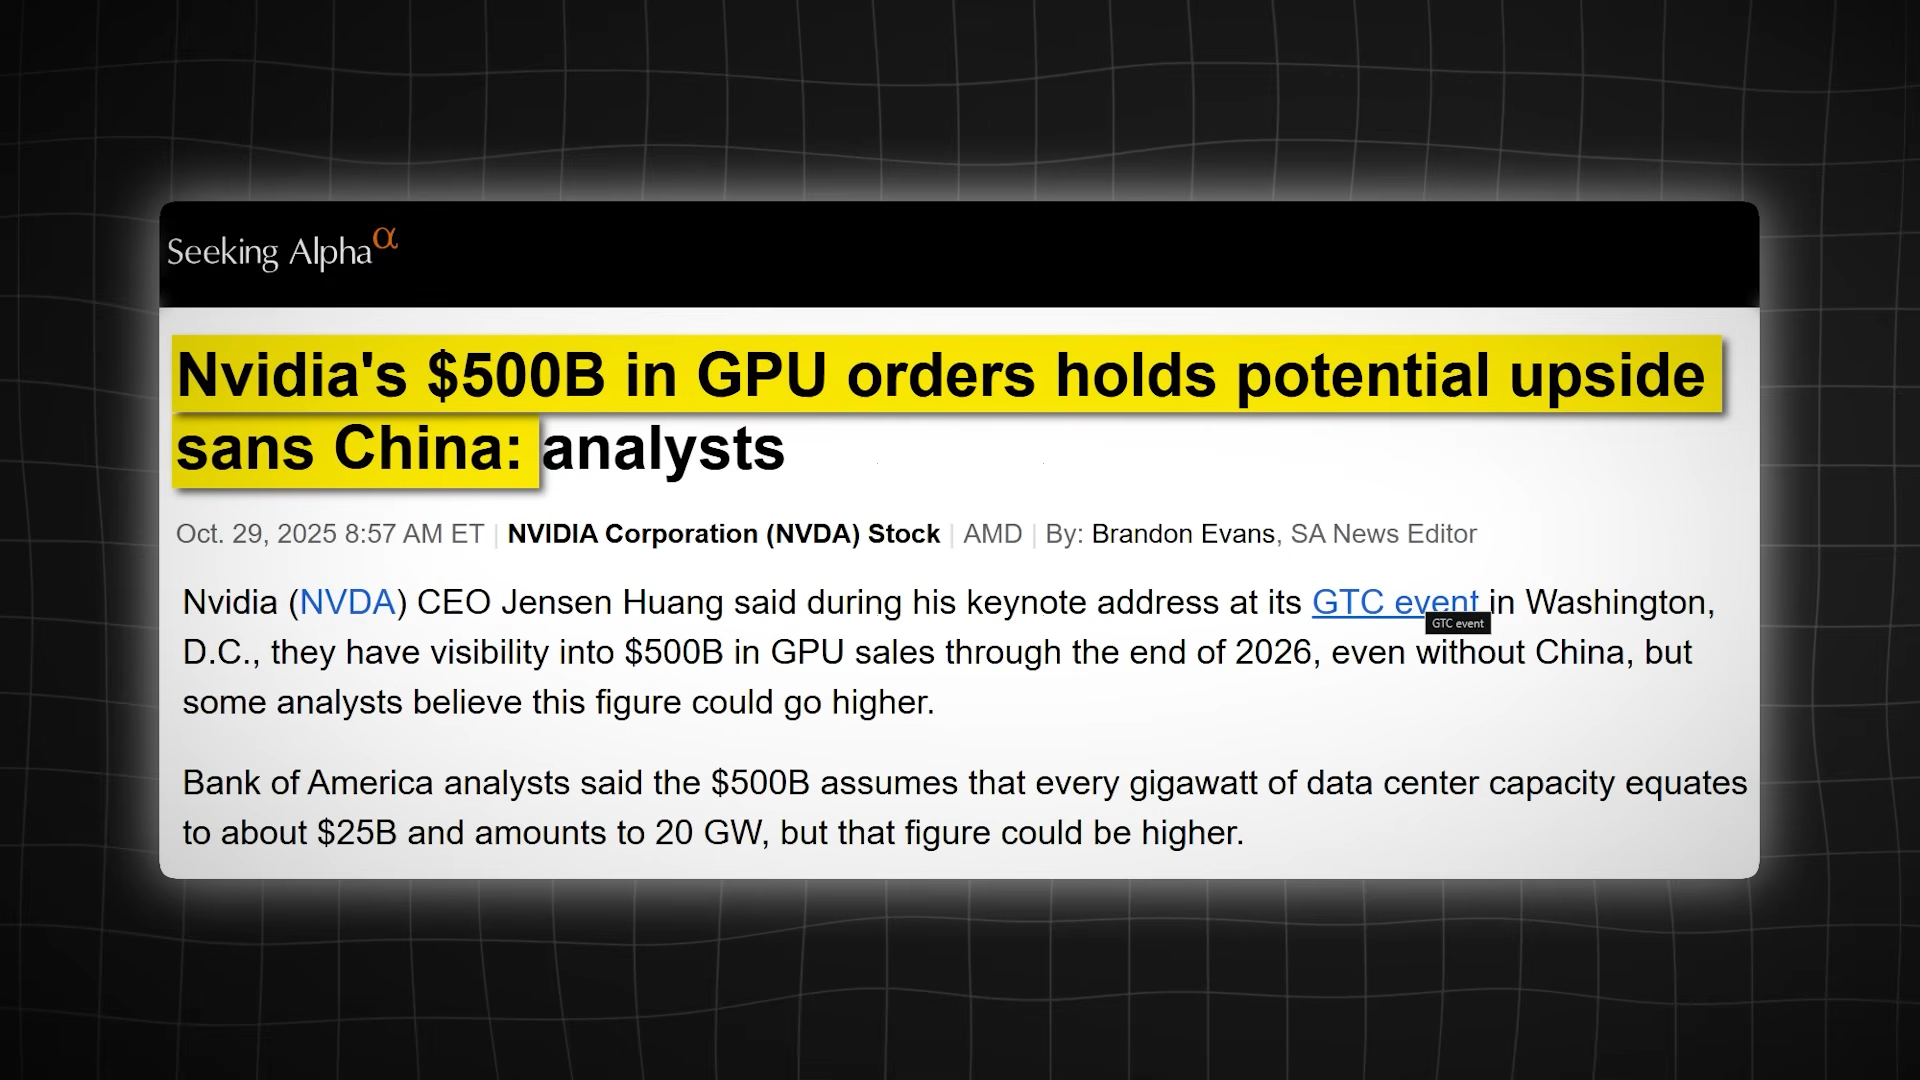 Seeking Alpha α
Nvidia's $500B in GPU orders holds potential upside
sans China: analysts
Oct. 29, 2025 8:57 AM ET | NVIDIA Corporation (NVDA) Stock | AMD | By: Brandon Evans, SA News Editor
Nvidia (NVDA) CEO Jensen Huang said during his keynote address at its GTC event in Washington,
GTC event
D.C., they have visibility into $500B in GPU sales through the end of 2026, even without China, but
some analysts believe this figure could go higher.
Bank of America analysts said the $500B assumes that every gigawatt of data center capacity equates
to about $25B and amounts to 20 GW, but that figure could be higher.